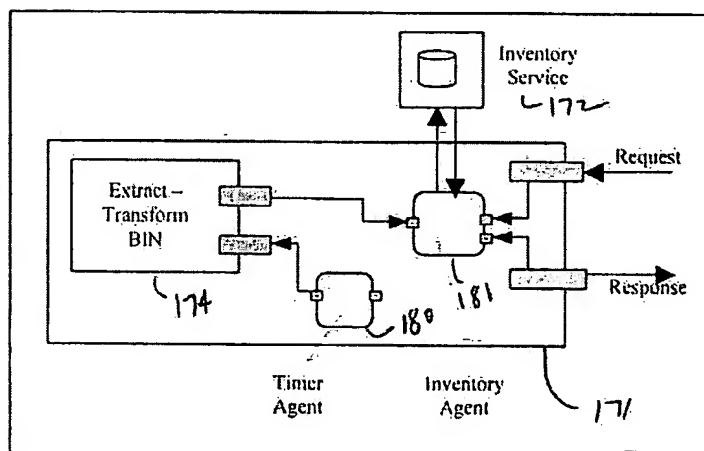 Inventory
Service
172
Request
Extract –
Transform
BIN
174
181
180
Response
Timer
Agent
Inventory
Agent
171